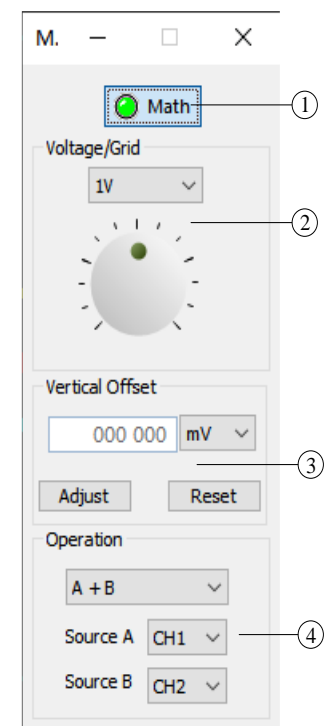 M.
Math
1
Voltage/Grid
1V
2
Vertical Offset
000 000 mV
3
Adjust Reset
Operation
A + B
Source A CH1
4
Source B CH2